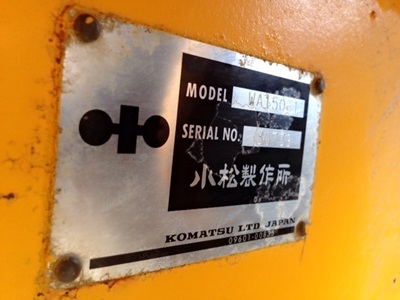 MODEL WA150-1
SERIAL NO.
小松製作所
KOMATSU LTD. JAPAN